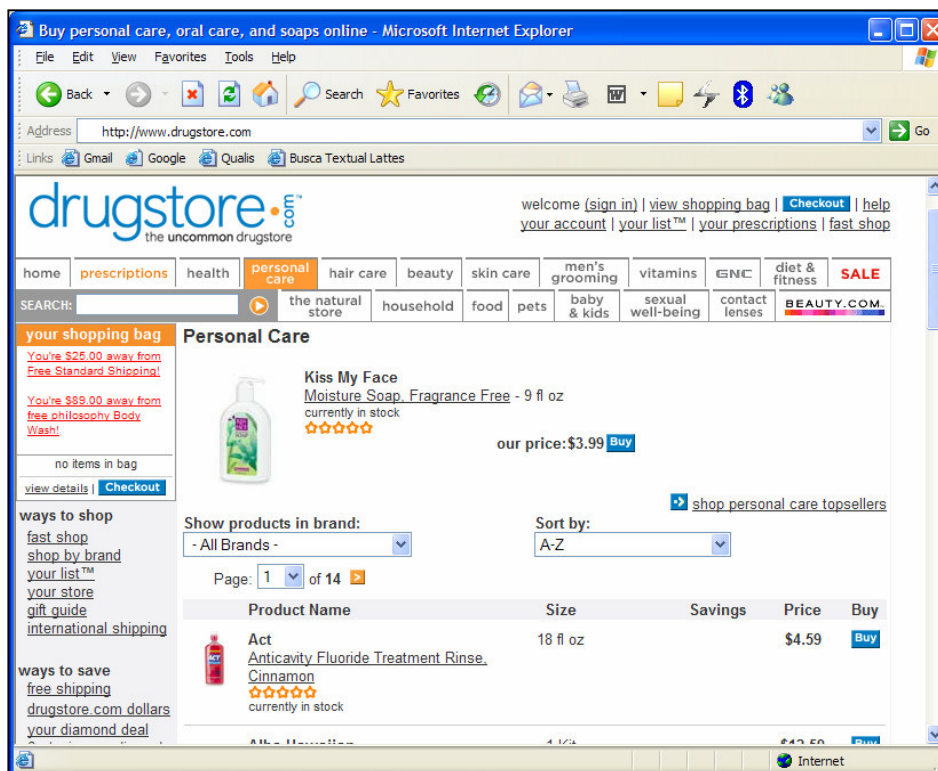 Buy personal care, oral care, and soaps online - Microsoft Internet Explorer
File Edit View Favorites Tools Help
Back Search Favorites
Address http://www.drugstore.com Go
Links Gmail Google Qualis Busca Textual Lattes
drugstore.com™
the uncommon drugstore
welcome (sign in) | view shopping bag | Checkout | help
your account | your list™ | your prescriptions | fast shop
home prescriptions health personal care hair care beauty skin care men's grooming vitamins GNC diet & fitness SALE
SEARCH: the natural store household food pets baby & kids sexual well-being contact lenses BEAUTY.COM
your shopping bag
You're $25.00 away from
Free Standard Shipping!
You're $89.00 away from
free philosophy Body
Wash!
no items in bag
view details | Checkout
ways to shop
fast shop
shop by brand
your list™
your store
gift guide
international shipping
ways to save
free shipping
drugstore.com dollars
your diamond deal
Personal Care
Kiss My Face
Moisture Soap, Fragrance Free - 9 fl oz
currently in stock
our price:$3.99 Buy
shop personal care topsellers
Show products in brand: Sort by:
- All Brands - A-Z
Page: 1 of 14
Product Name Size Savings Price Buy
Act 18 fl oz $4.59 Buy
Anticavity Fluoride Treatment Rinse,
Cinnamon
currently in stock
Internet